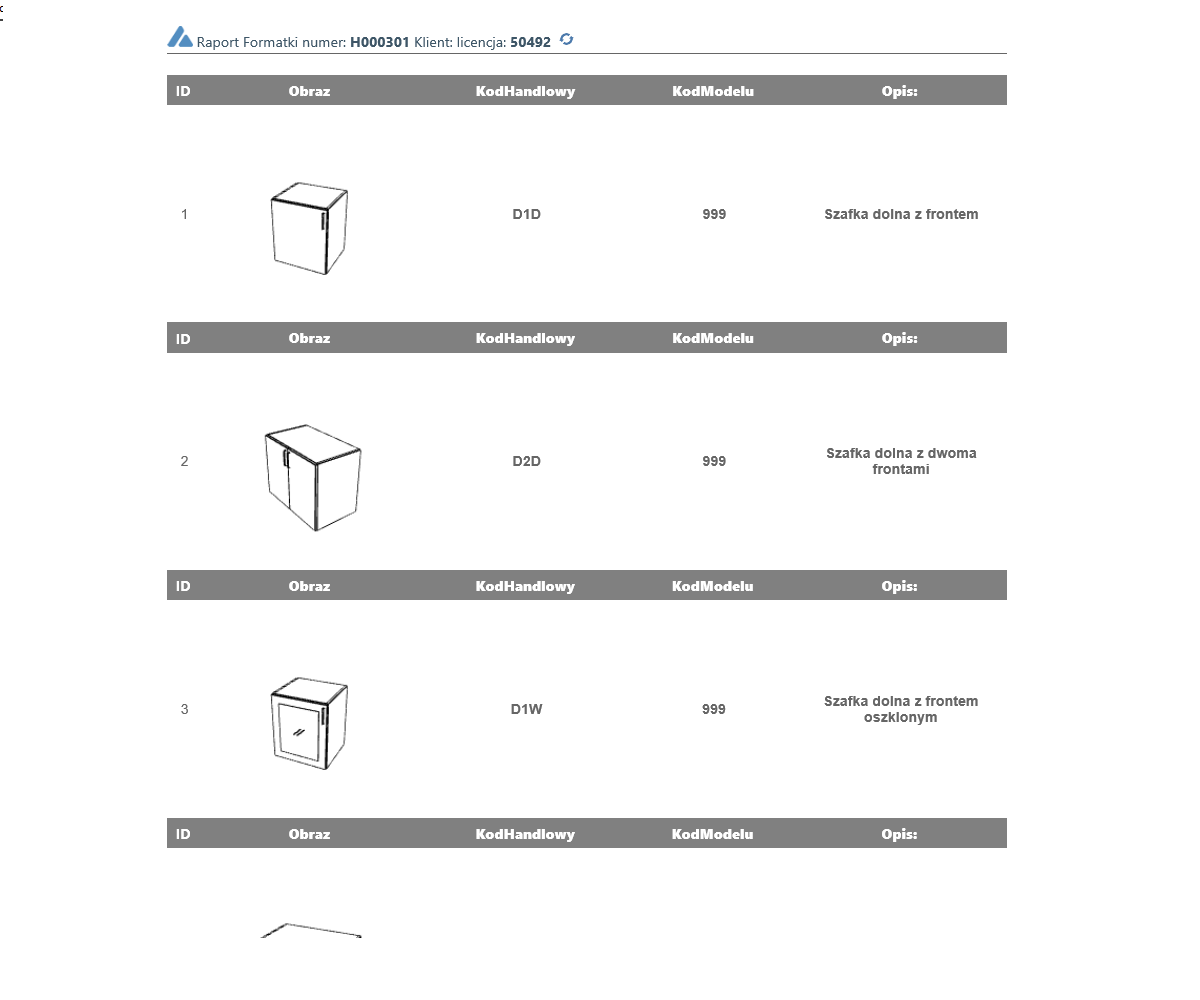 Raport Formatki numer: H000301 Klient: licencja: 50492
ID Obraz KodHandlowy KodModelu Opis:
1 D1D 999 Szafka dolna z frontem
ID Obraz KodHandlowy KodModelu Opis:
2 D2D 999 Szafka dolna z dwoma
frontami
ID Obraz KodHandlowy KodModelu Opis:
3 D1W 999 Szafka dolna z frontem
oszklonym
ID Obraz KodHandlowy KodModelu Opis: